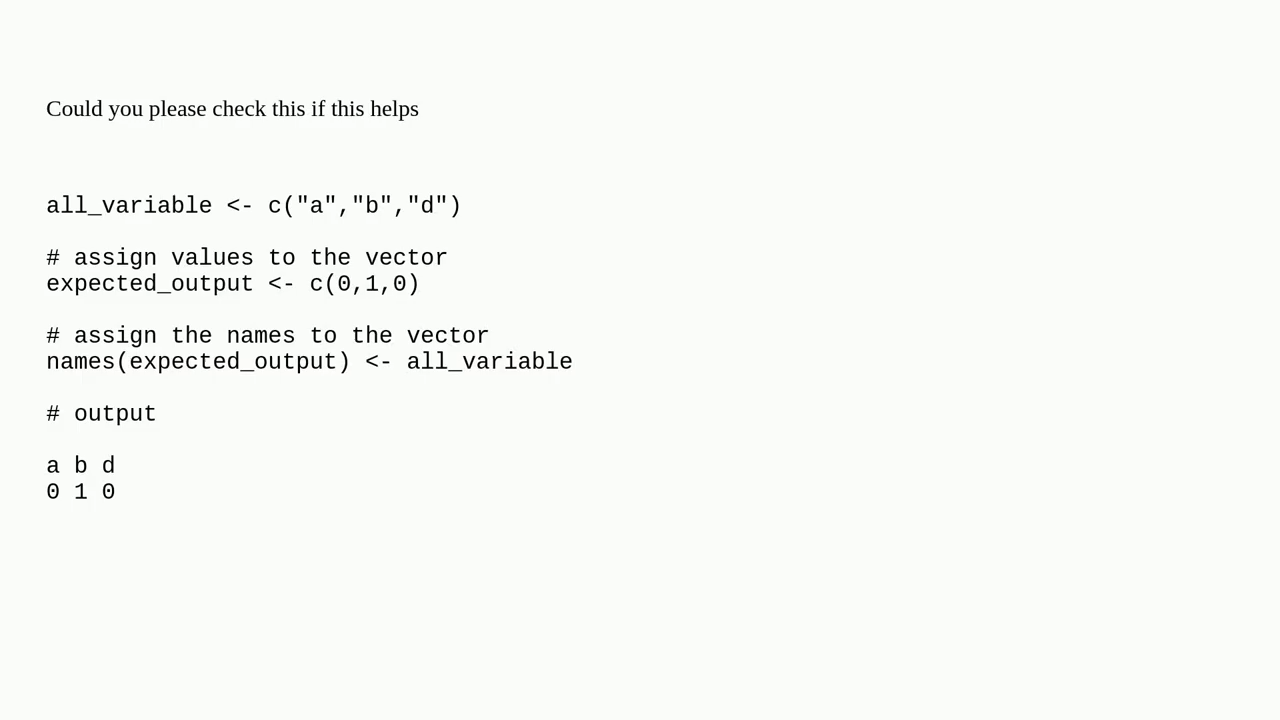 Could you please check this if this helps
all_variable <- c("a","b","d")
# assign values to the vector
expected_output <- c(0,1,0)
# assign the names to the vector
names(expected_output) <- all_variable
# output
a b d
0 1 0